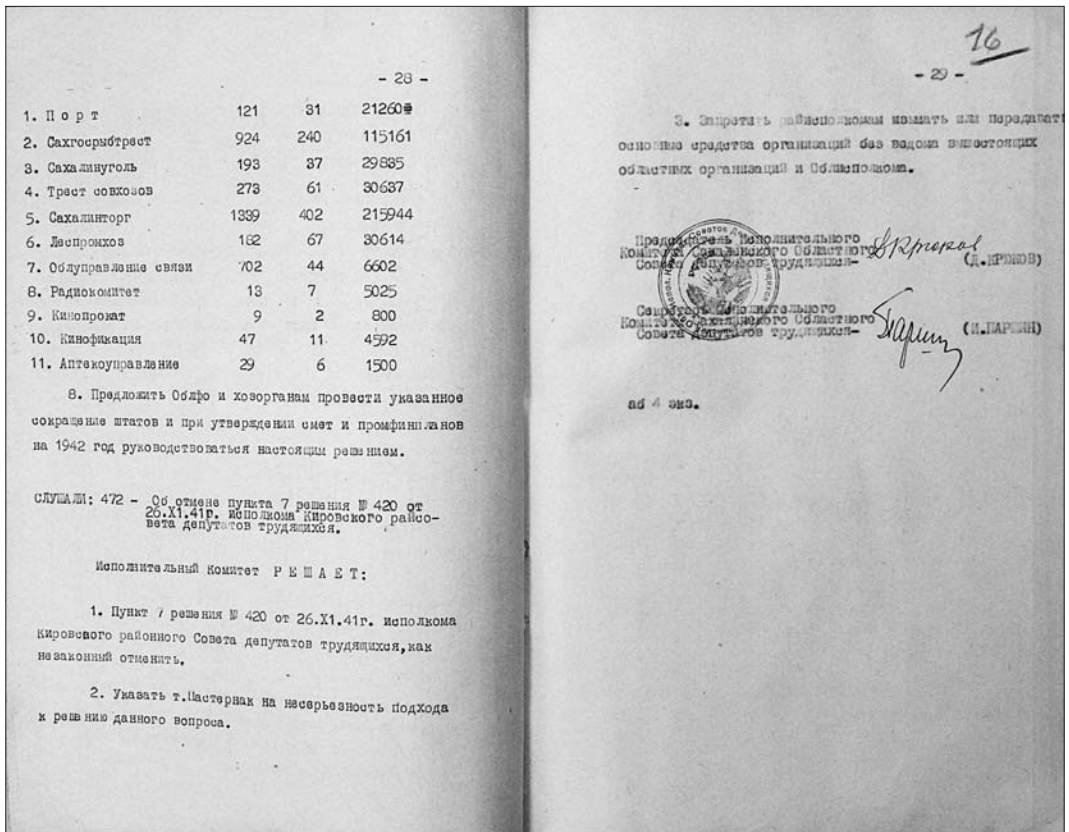 - 28 -
1. П о р т 121 31 21260
2. Сахгосрыбтрест 924 240 115161
3. Сахалинуголь 193 37 29835
4. Трест совхозов 273 61 30637
5. Сахалинторг 1339 402 215944
6. Леспромхоз 182 67 30614
7. Облуправление связи 702 44 6602
8. Радиокомитет 13 7 5025
9. Кинопрокат 9 2 800
10. Кинофикация 47 11 4592
11. Аптекоуправление 29 6 1500
8. Предложить Облфо и хозорганам провести указанное
сокращение штатов и при утверждении смет и промфинпланов
на 1942 год руководствоваться настоящим решением.
СЛУШАЛИ: 472 - Об отмене пункта 7 решения № 420 от
26.X1.41г. исполкома Кировского райсо-
вета депутатов трудящихся.
Исполнительный Комитет Р Е Ш А Е Т:
1. Пункт 7 решения № 420 от 26.X1.41г. исполкома
Кировского районного Совета депутатов трудящихся, как
незаконный отменить.
2. Указать т.Пастернак на несерьезность подхода
к решению данного вопроса.
16
- 29 -
3. Запретить райисполкомам изымать или передавать
основные средства организаций без ведома вышестоящих
областных организаций и Облисполкома.
Председатель Исполнительного
Комитета Сахалинского Областного
Совета депутатов трудящихся- (Д.КРЮКОВ)
Секретарь Исполнительного
Комитета Сахалинского Областного
Совета депутатов трудящихся- (И.ПАРШИН)
аб 4 экз.